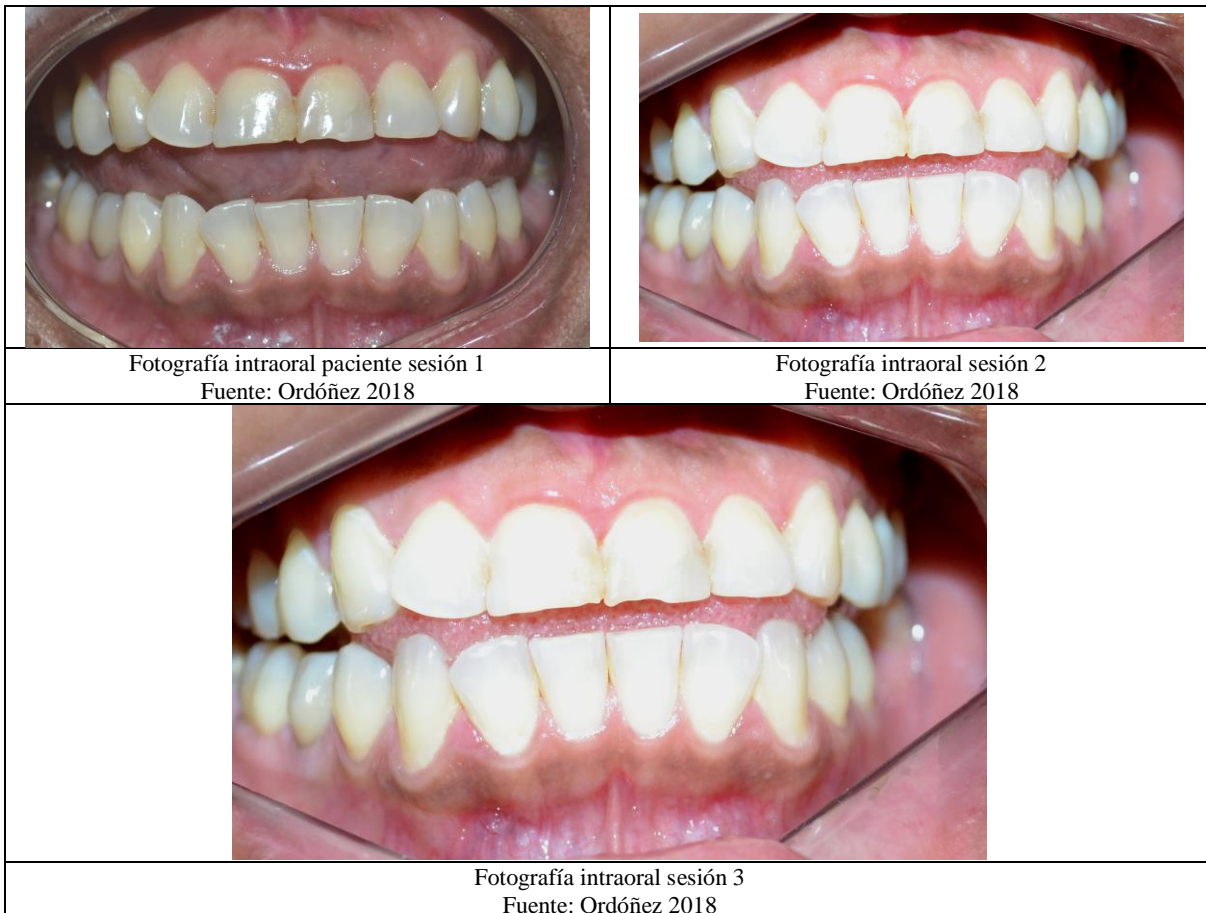 Fotografía intraoral paciente sesión 1
Fuente: Ordóñez 2018
Fotografía intraoral sesión 2
Fuente: Ordóñez 2018
Fotografía intraoral sesión 3
Fuente: Ordóñez 2018